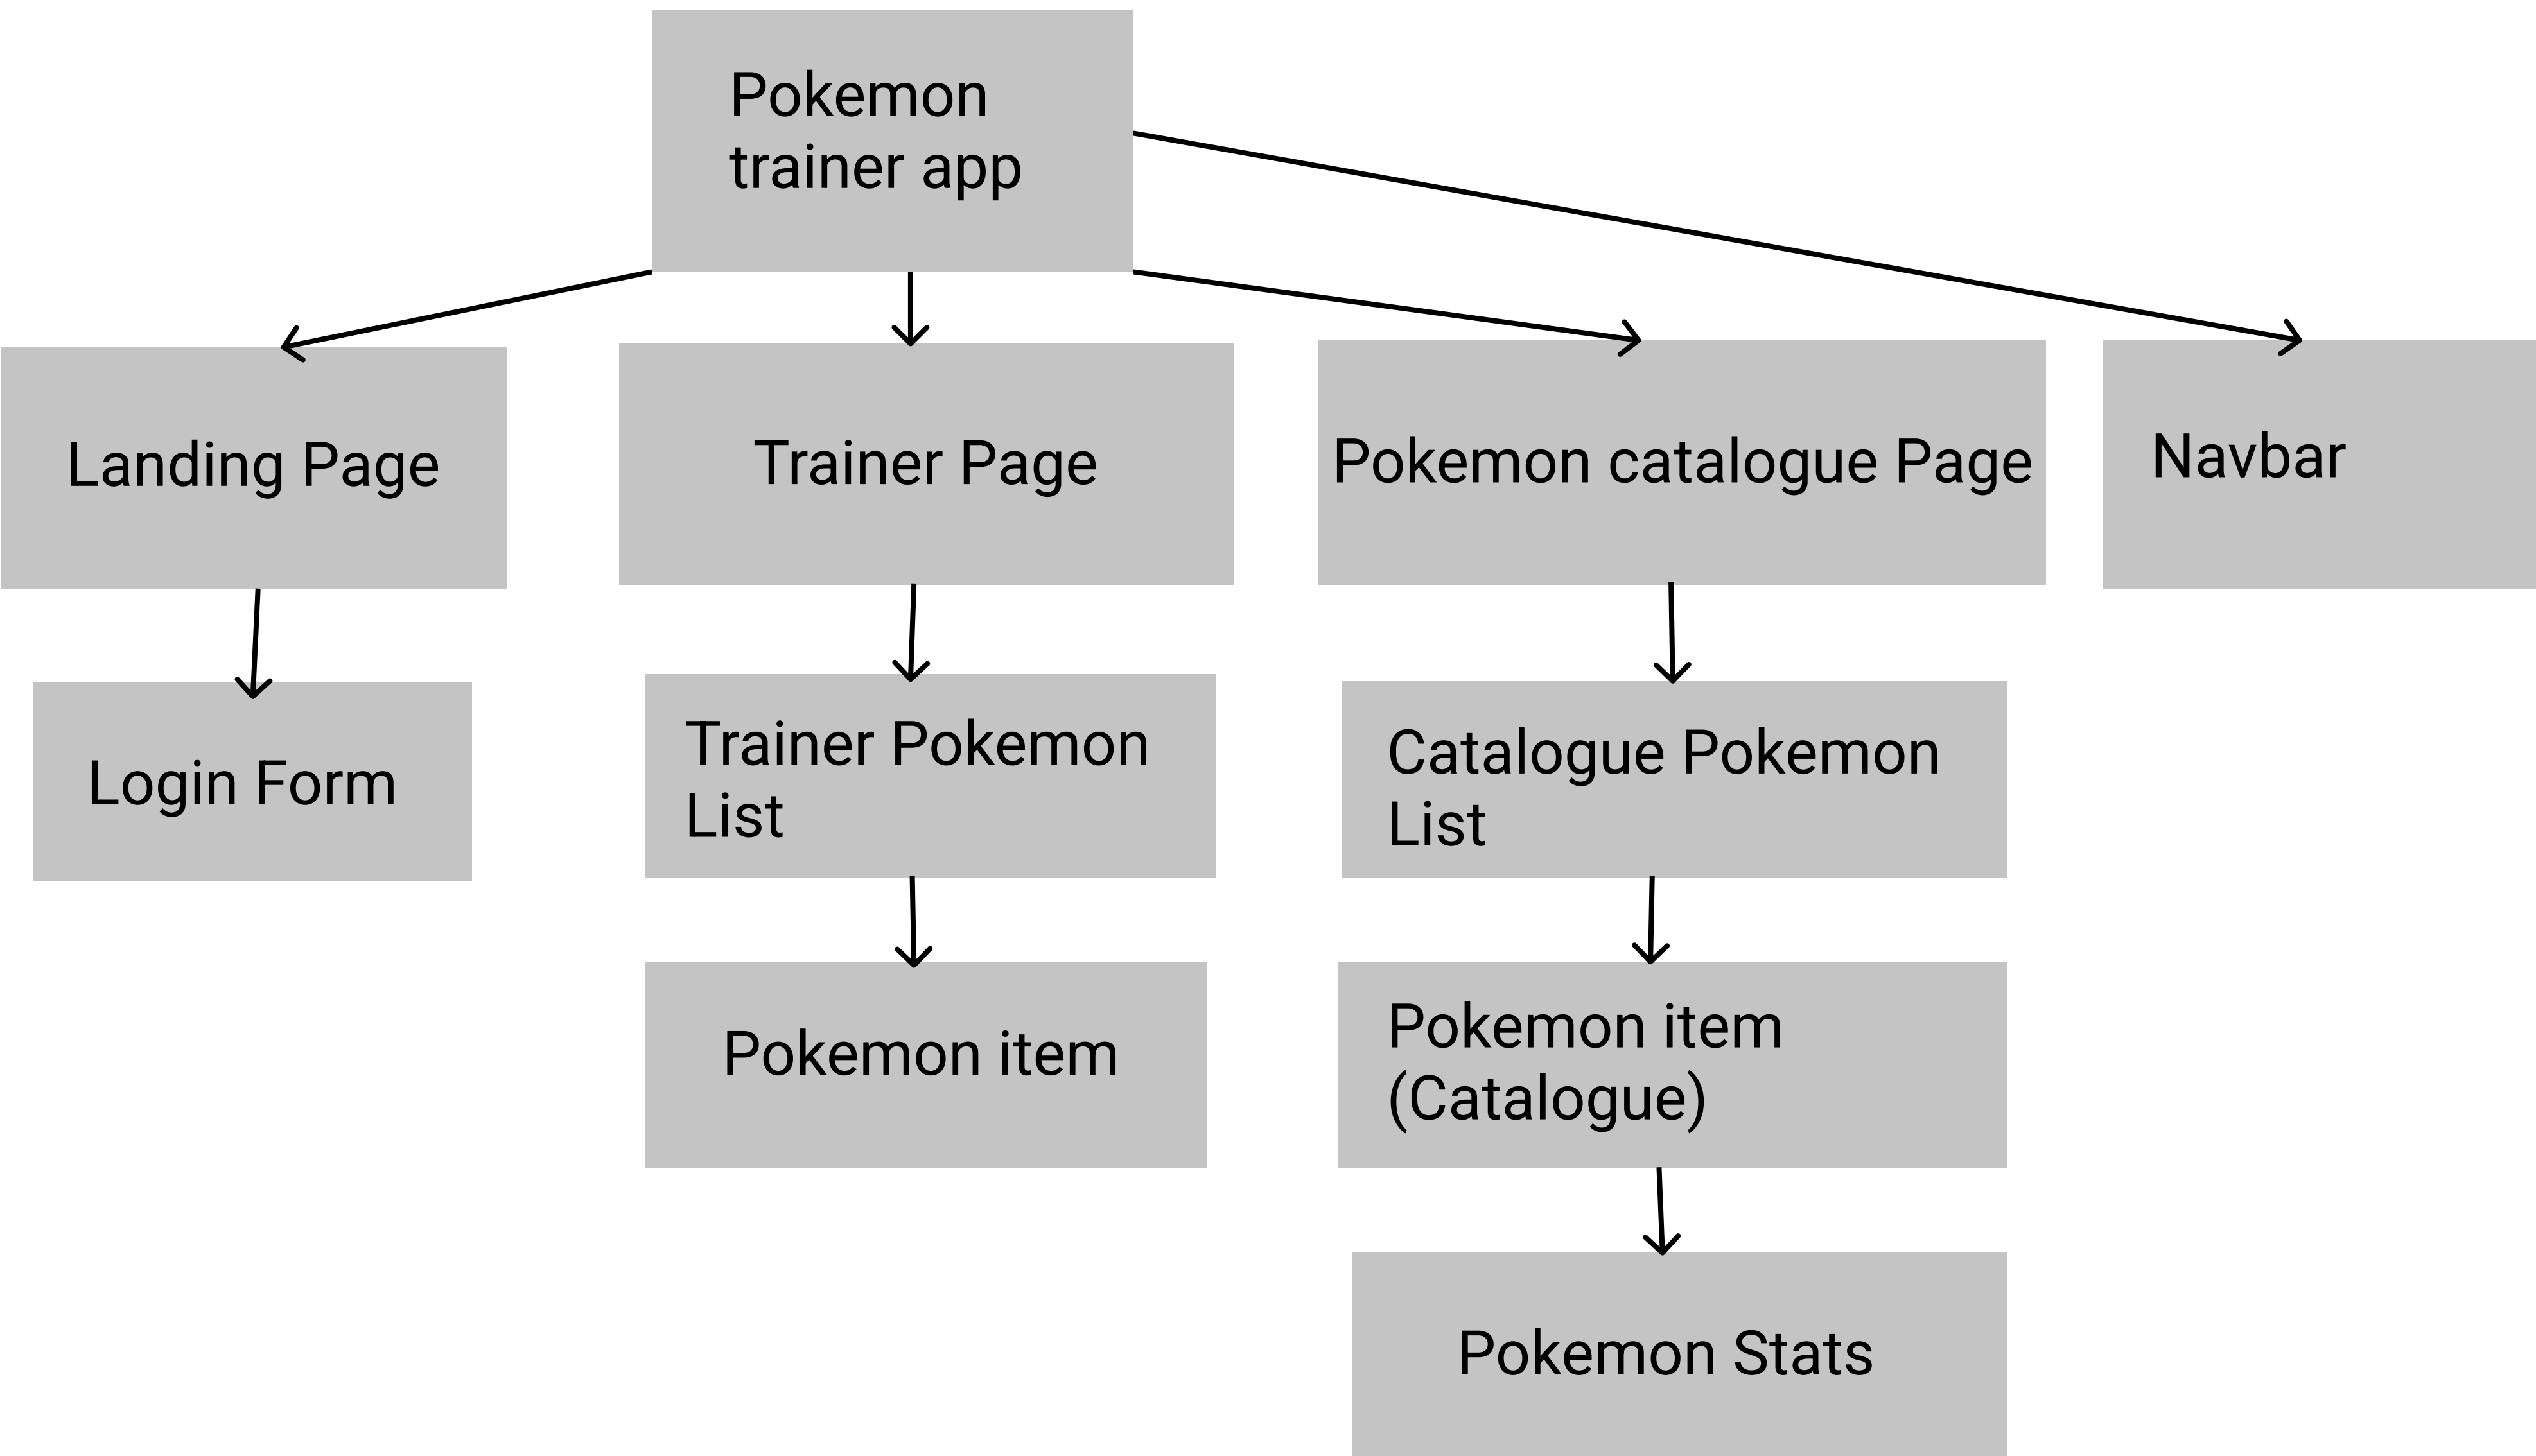 Pokemon
trainer app
Landing Page
Trainer Page
Pokemon catalogue Page
Navbar
Login Form
Trainer Pokemon
List
Catalogue Pokemon
List
Pokemon item
Pokemon item
(Catalogue)
Pokemon Stats